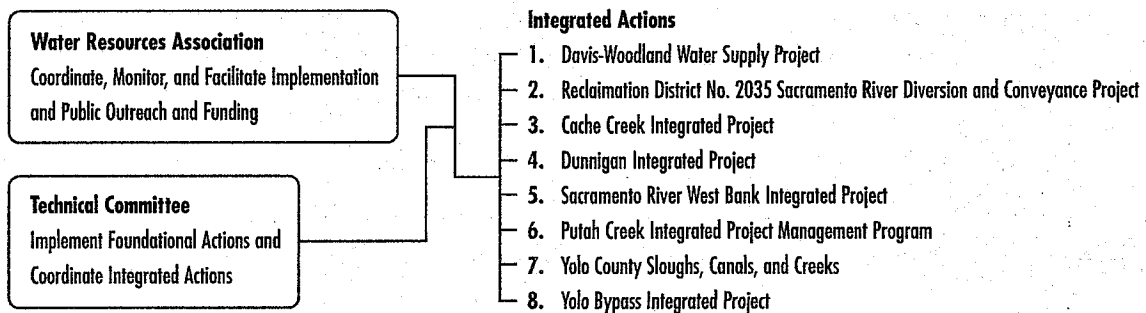 Water Resources Association
Coordinate, Monitor, and Facilitate Implementation
and Public Outreach and Funding
Technical Committee
Implement Foundational Actions and
Coordinate Integrated Actions
Integrated Actions
1. Davis-Woodland Water Supply Project
2. Reclaimation District No. 2035 Sacramento River Diversion and Conveyance Project
3. Cache Creek Integrated Project
4. Dunnigan Integrated Project
5. Sacramento River West Bank Integrated Project
6. Putah Creek Integrated Project Management Program
7. Yolo County Sloughs, Canals, and Creeks
8. Yolo Bypass Integrated Project